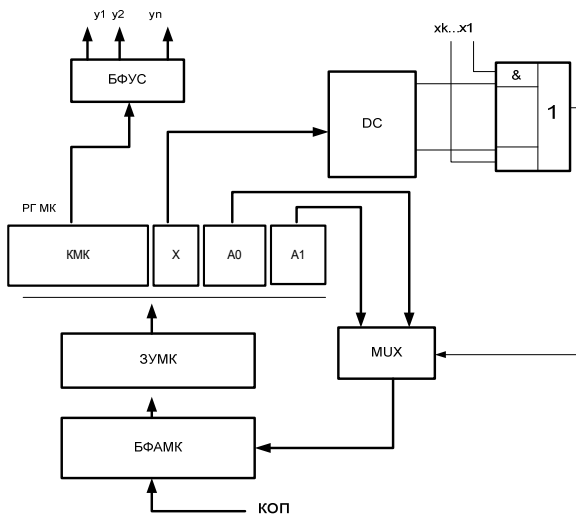 y1 y2 yn
xk...x1
БФУС
&
1
DC
РГ МК
КМК X A0 A1
ЗУМК
MUX
БФАМК
КОП